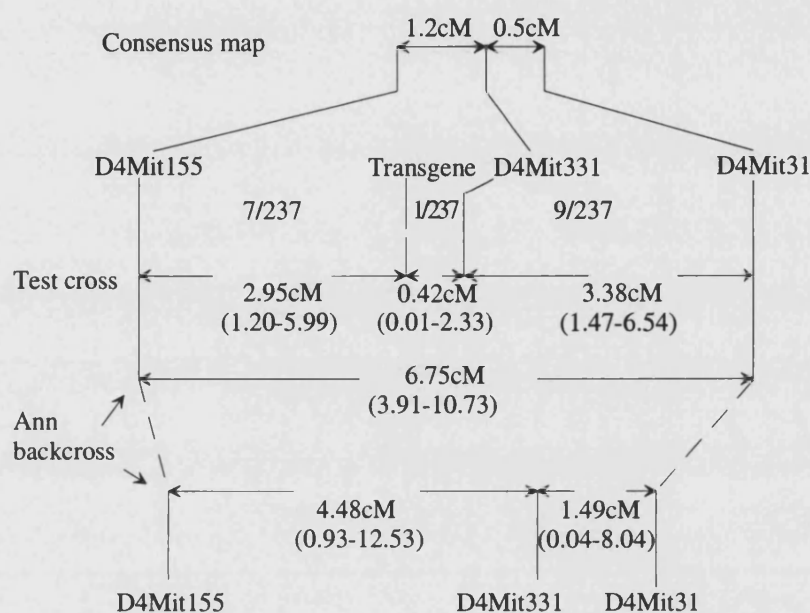 1.2cM 0.5cM
Consensus map
D4Mit155 Transgene D4Mit331 D4Mit31
7/237 1/237 9/237
Test cross
2.95cM 0.42cM 3.38cM
(1.20-5.99) (0.01-2.33) (1.47-6.54)
6.75cM
(3.91-10.73)
Ann
backcross
4.48cM 1.49cM
(0.93-12.53) (0.04-8.04)
D4Mit155 D4Mit331 D4Mit31